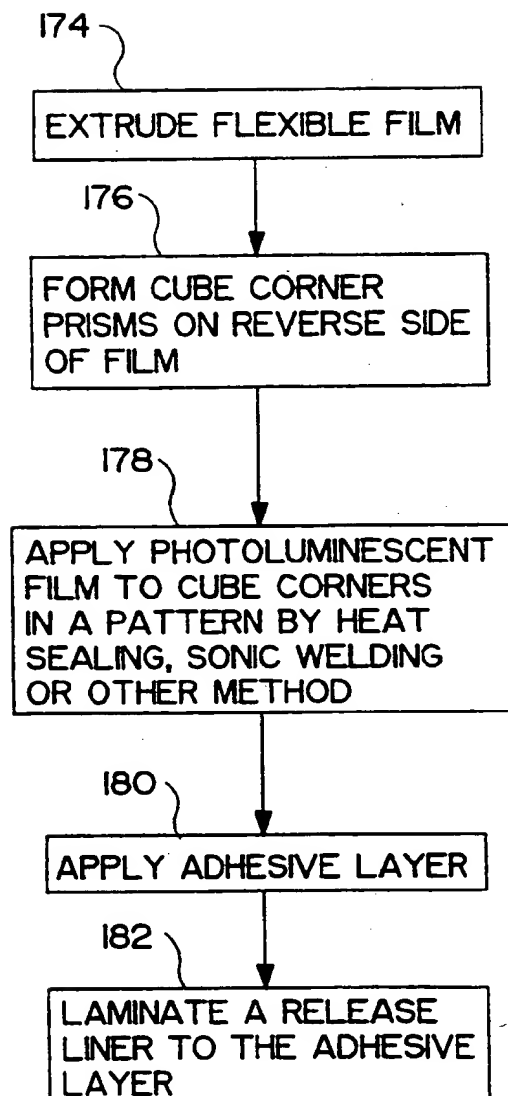 174
EXTRUDE FLEXIBLE FILM
176
FORM CUBE CORNER
PRISMS ON REVERSE SIDE
OF FILM
178
APPLY PHOTOLUMINESCENT
FILM TO CUBE CORNERS
IN A PATTERN BY HEAT
SEALING, SONIC WELDING
OR OTHER METHOD
180
APPLY ADHESIVE LAYER
182
LAMINATE A RELEASE
LINER TO THE ADHESIVE
LAYER